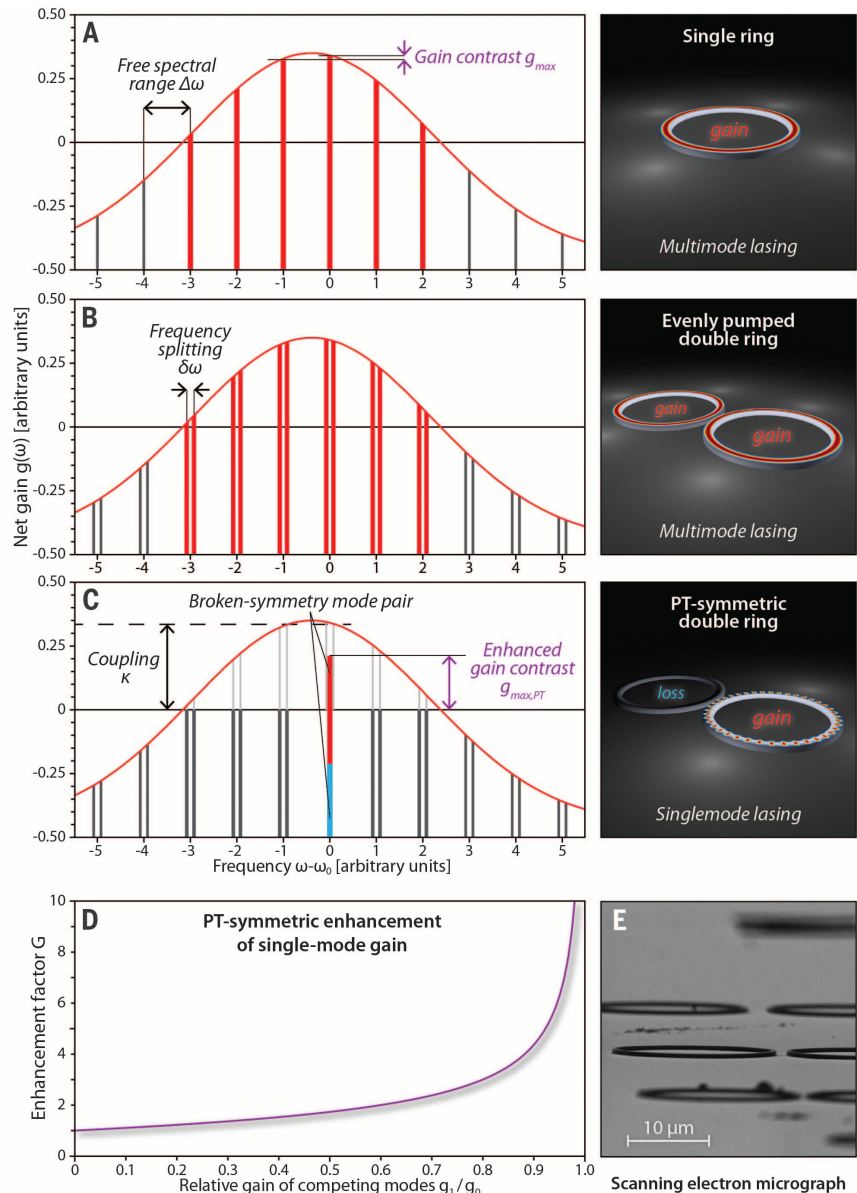 A
Free spectral
range Δω
Gain contrast g_max
0.50
0.25
0
-0.25
-0.50
-5 -4 -3 -2 -1 0 1 2 3 4 5
Single ring
gain
Multimode lasing
Net gain g(ω) [arbitrary units]
B
Frequency
splitting
δω
0.50
0.25
0
-0.25
-0.50
-5 -4 -3 -2 -1 0 1 2 3 4 5
Evenly pumped
double ring
gain
gain
Multimode lasing
C
Broken-symmetry mode pair
Coupling
κ
Enhanced
gain contrast
g_max,PT
0.50
0.25
0
-0.25
-0.50
-5 -4 -3 -2 -1 0 1 2 3 4 5
Frequency ω-ω₀ [arbitrary units]
PT-symmetric
double ring
loss
gain
Singlemode lasing
D
PT-symmetric enhancement
of single-mode gain
Enhancement factor G
10
8
6
4
2
0
0 0.1 0.2 0.3 0.4 0.5 0.6 0.7 0.8 0.9 1.0
Relative gain of competing modes g₁/g₀
E
10 μm
Scanning electron micrograph